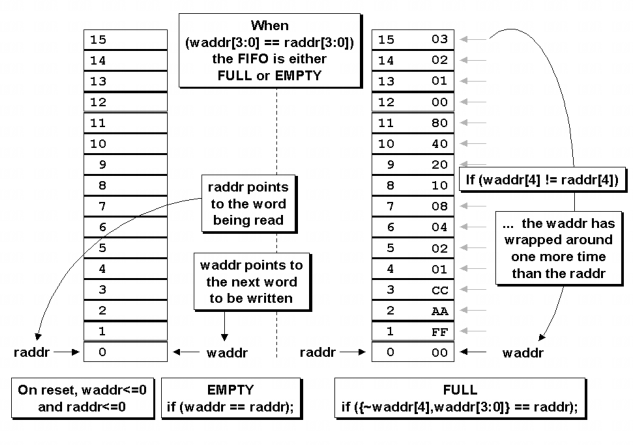 When
(waddr[3:0] == raddr[3:0])
the FIFO is either
FULL or EMPTY
15
14
13
12
11
10
9
8
7
6
5
4
3
2
1
0
raddr points
to the word
being read
waddr points to
the next word
to be written
raddr
waddr
15 03
14 02
13 01
12 00
11 80
10 40
9 20
8 10
7 08
6 04
5 02
4 01
3 CC
2 AA
1 FF
0 00
If (waddr[4] != raddr[4])
... the waddr has
wrapped around
one more time
than the raddr
raddr
waddr
On reset, waddr<=0
and raddr<=0
EMPTY
if (waddr == raddr);
FULL
if ({~waddr[4],waddr[3:0]} == raddr);